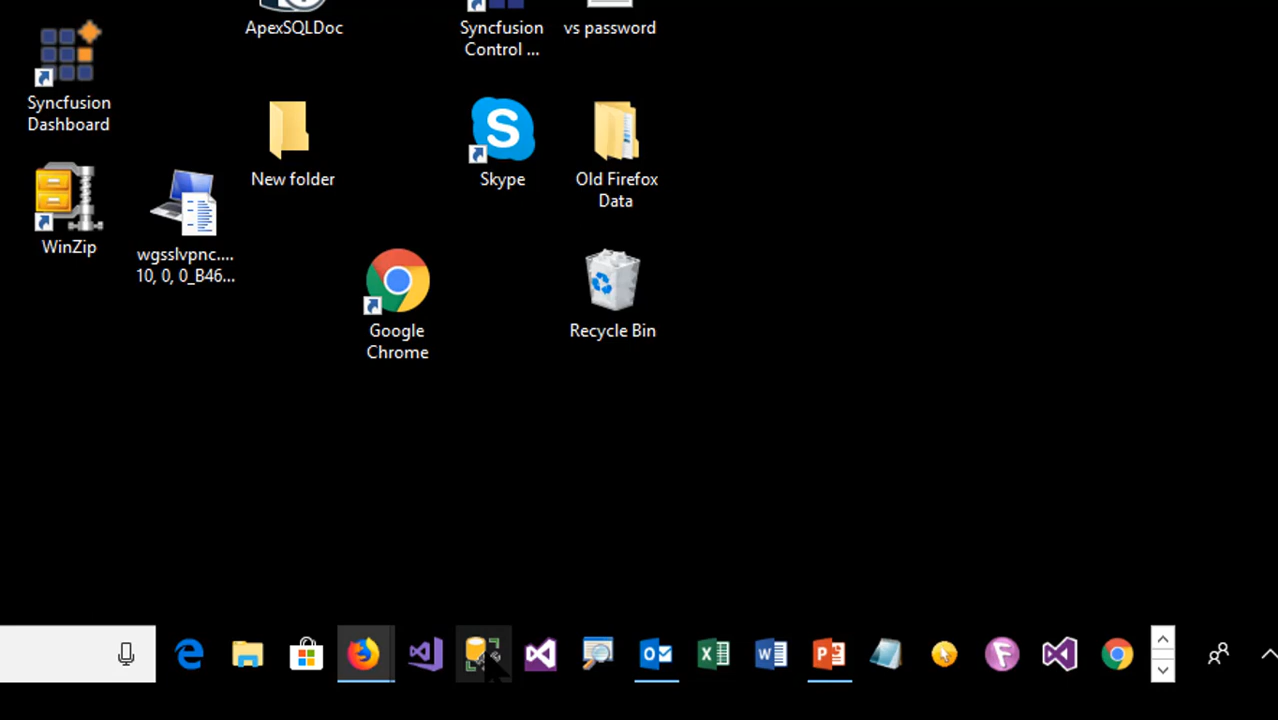 ApexSQLDoc
Syncfusion
Control ...
vs password
Syncfusion
Dashboard
New folder
Skype
Old Firefox
Data
WinZip
wgsslvpnc....
10, 0, 0_B46...
Google
Chrome
Recycle Bin